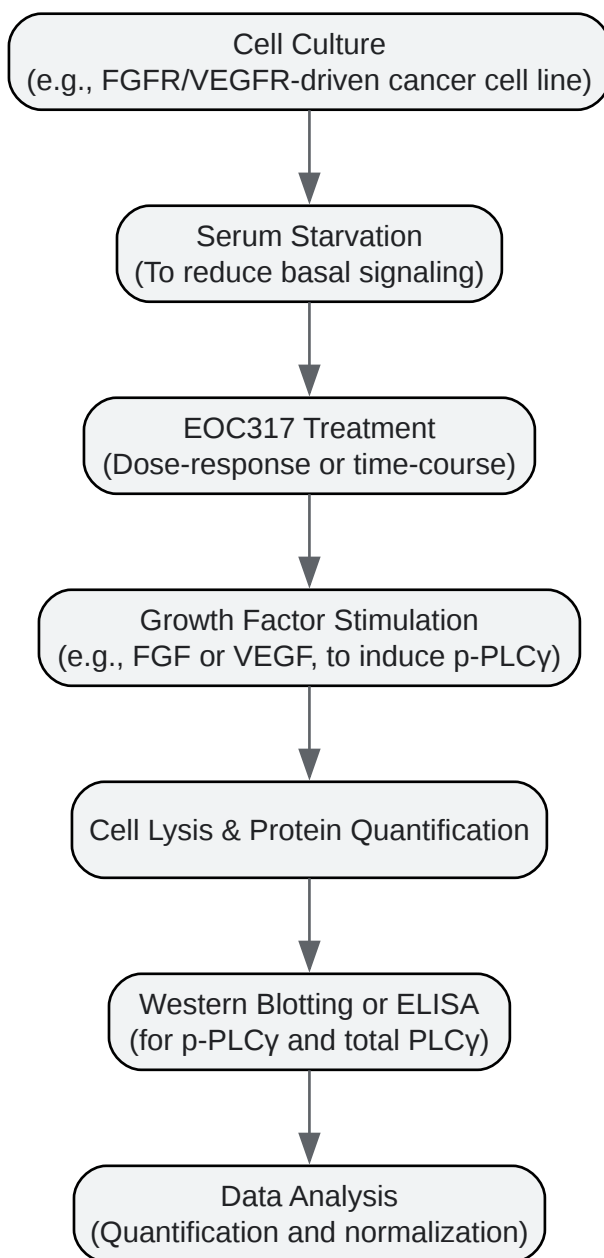 Cell Culture
(e.g., FGFR/VEGFR-driven cancer cell line)
Serum Starvation
(To reduce basal signaling)
EOC317 Treatment
(Dose-response or time-course)
Growth Factor Stimulation
(e.g., FGF or VEGF, to induce p-PLCγ)
Cell Lysis & Protein Quantification
Western Blotting or ELISA
(for p-PLCγ and total PLCγ)
Data Analysis
(Quantification and normalization)